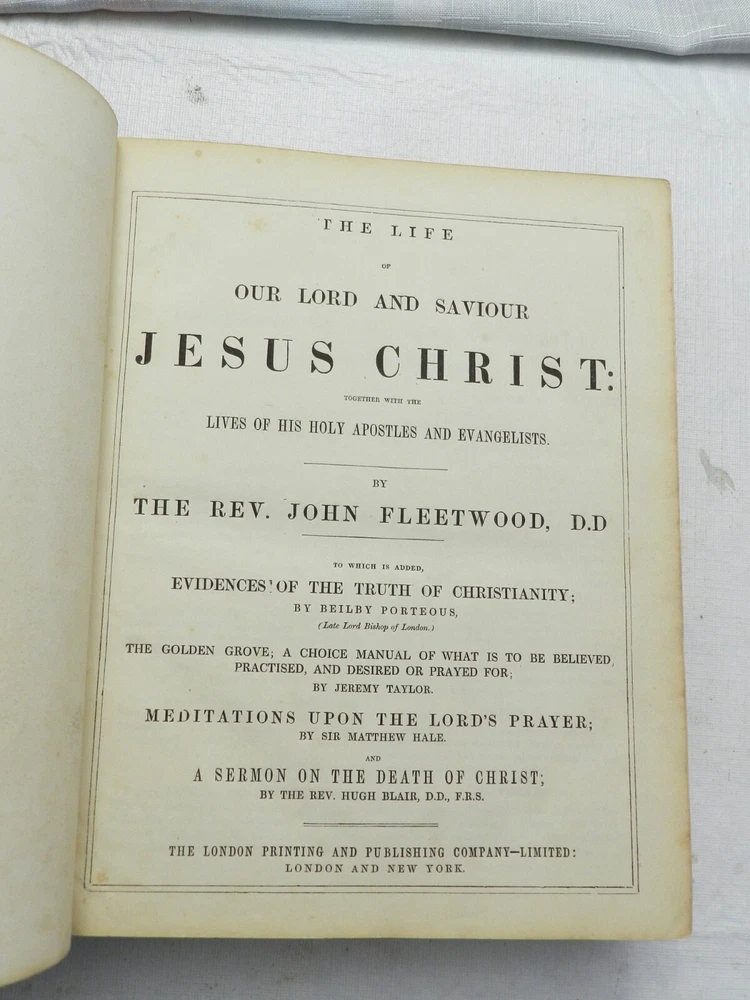 THE LIFE
OF
OUR LORD AND SAVIOUR
JESUS CHRIST:
TOGETHER WITH THE
LIVES OF HIS HOLY APOSTLES AND EVANGELISTS.
BY
THE REV. JOHN FLEETWOOD, D.D
TO WHICH IS ADDED,
EVIDENCES' OF THE TRUTH OF CHRISTIANITY;
BY BEILBY PORTEOUS,
(Late Lord Bishop of London.)
THE GOLDEN GROVE; A CHOICE MANUAL OF WHAT IS TO BE BELIEVED,
PRACTISED, AND DESIRED OR PRAYED FOR;
BY JEREMY TAYLOR.
MEDITATIONS UPON THE LORD'S PRAYER;
BY SIR MATTHEW HALE.
AND
A SERMON ON THE DEATH OF CHRIST;
BY THE REV. HUGH BLAIR, D.D., F.R.S.
THE LONDON PRINTING AND PUBLISHING COMPANY—LIMITED:
LONDON AND NEW YORK.